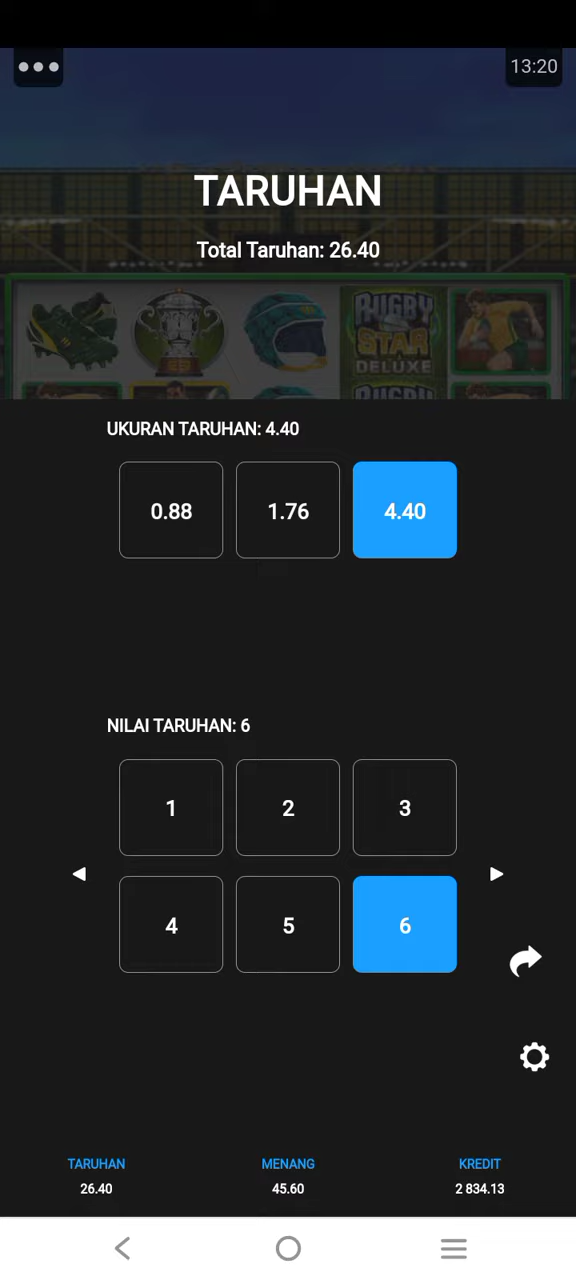 13:20
TARUHAN
Total Taruhan: 26.40
RUGBY
STAR
DELUXE
RUGBY
UKURAN TARUHAN: 4.40
0.88
1.76
4.40
NILAI TARUHAN: 6
1
2
3
4
5
6
TARUHAN
MENANG
KREDIT
26.40
45.60
2 834.13